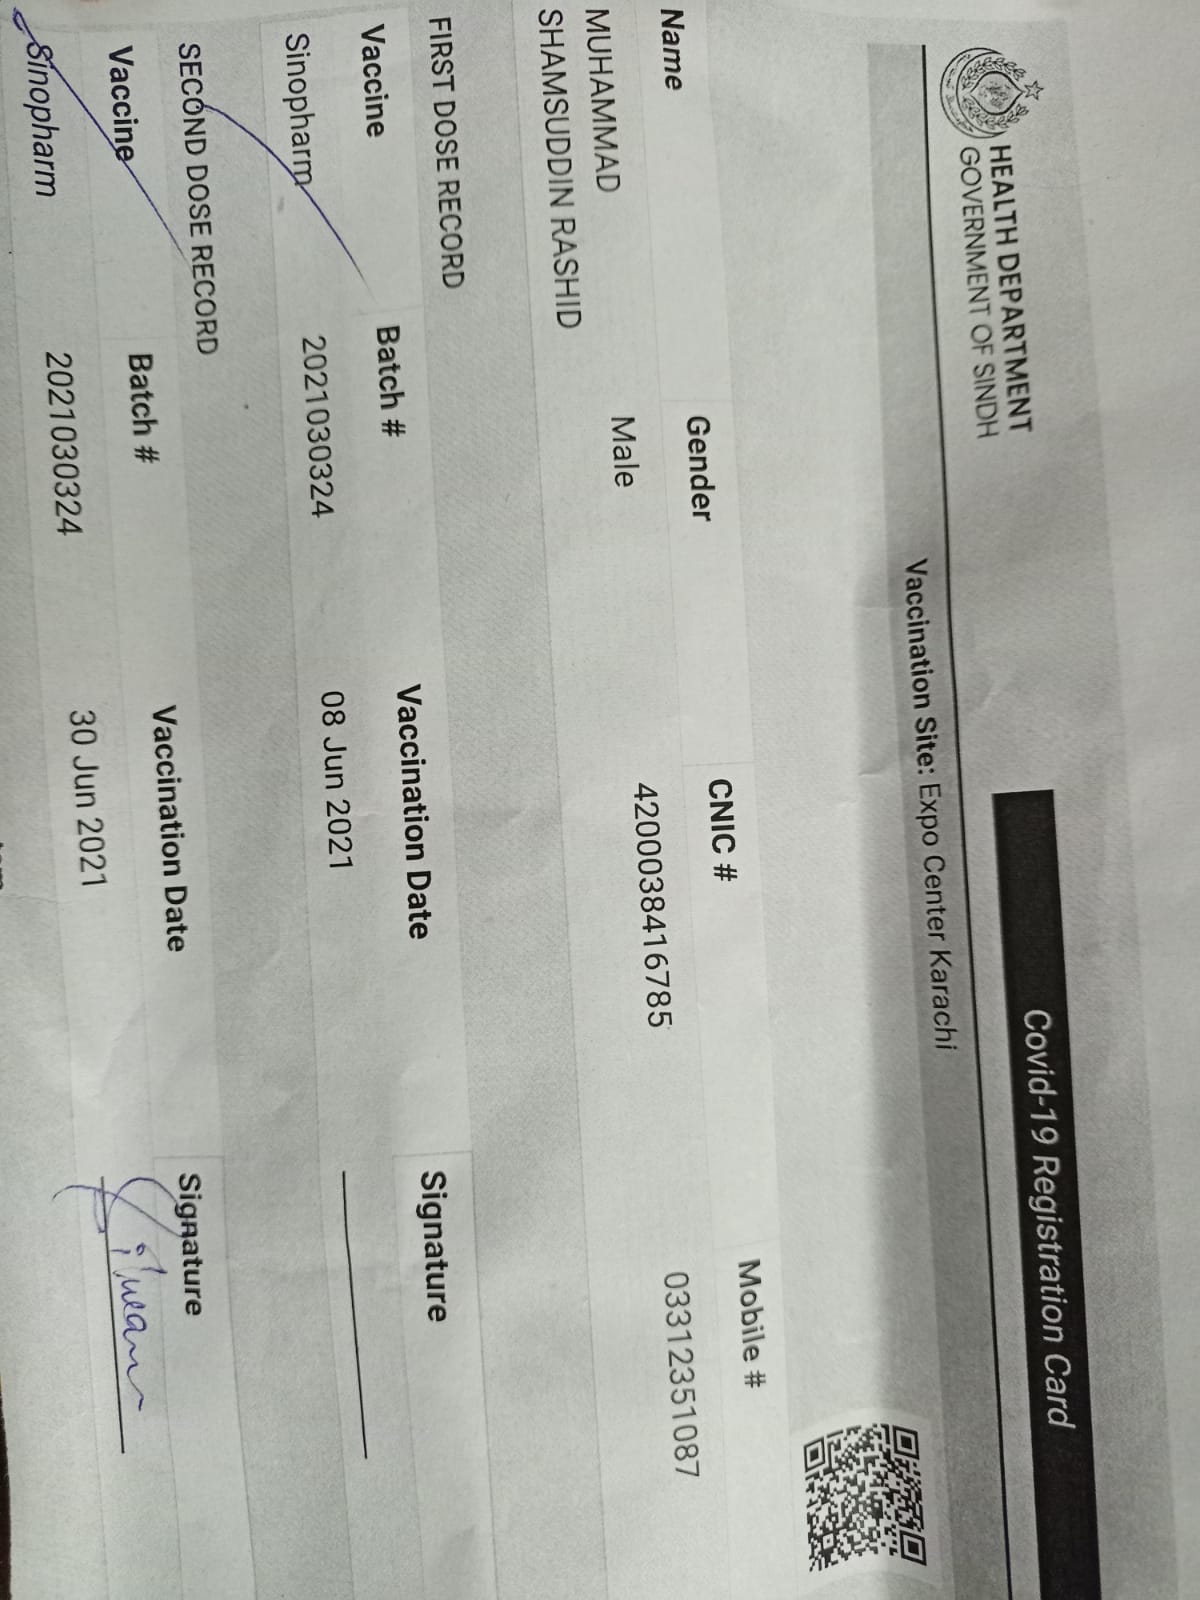 HEALTH DEPARTMENT
GOVERNMENT OF SINDH
Covid-19 Registration Card
Vaccination Site: Expo Center Karachi
Name Gender CNIC # Mobile #
MUHAMMAD SHAMSUDDIN RASHID Male 4200038416785 03312351087
FIRST DOSE RECORD
Vaccine Batch # Vaccination Date Signature
Sinopharm 2021030324 08 Jun 2021
SECOND DOSE RECORD
Vaccine Batch # Vaccination Date Signature
Sinopharm 2021030324 30 Jun 2021